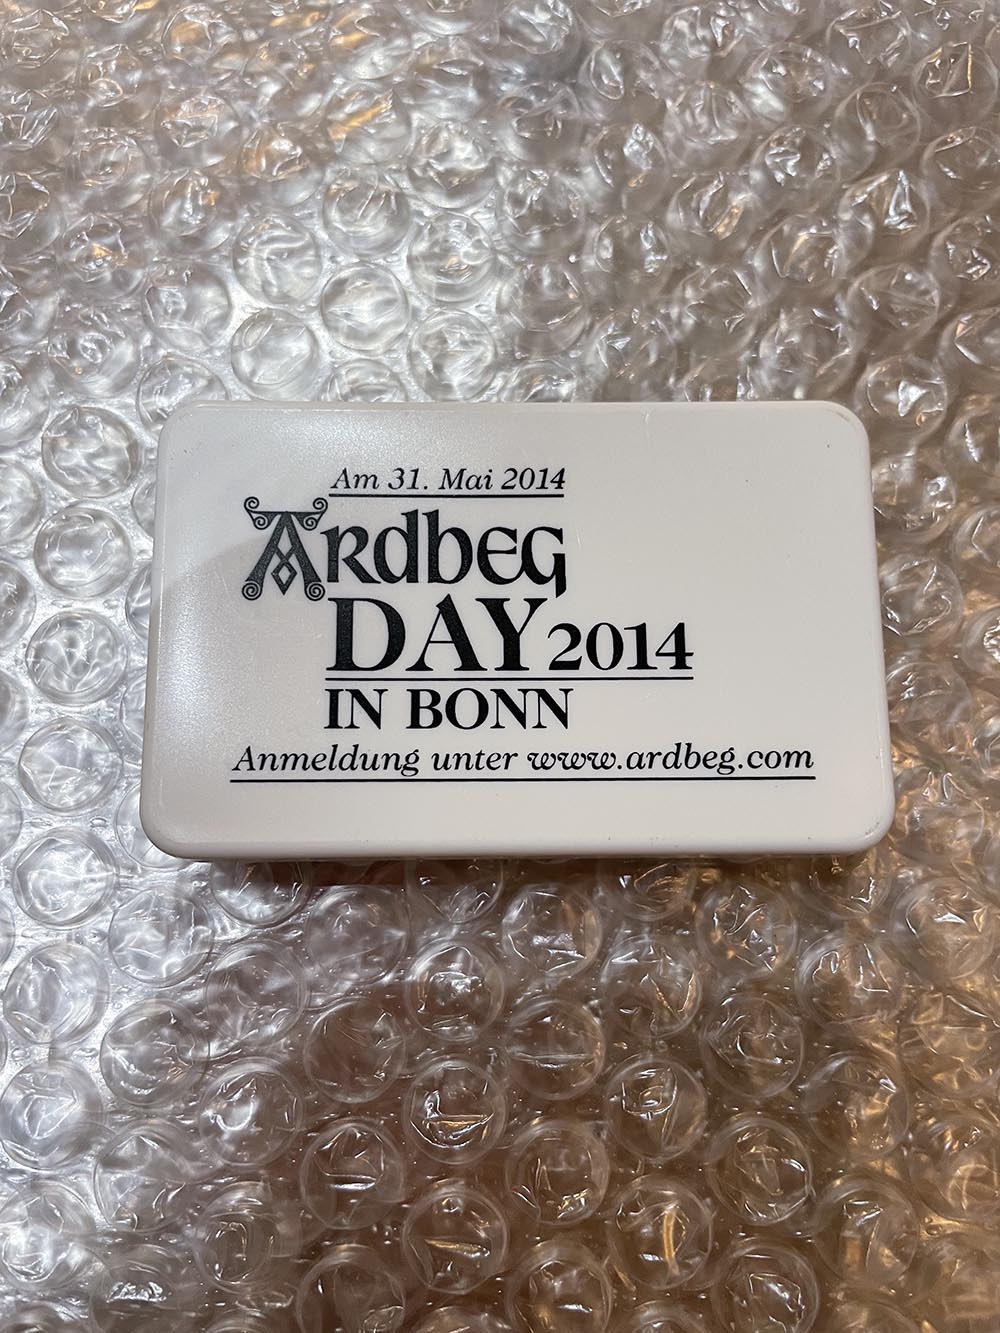 Am 31. Mai 2014
Ardbeg
DAY 2014
IN BONN
Anmeldung unter www.ardbeg.com